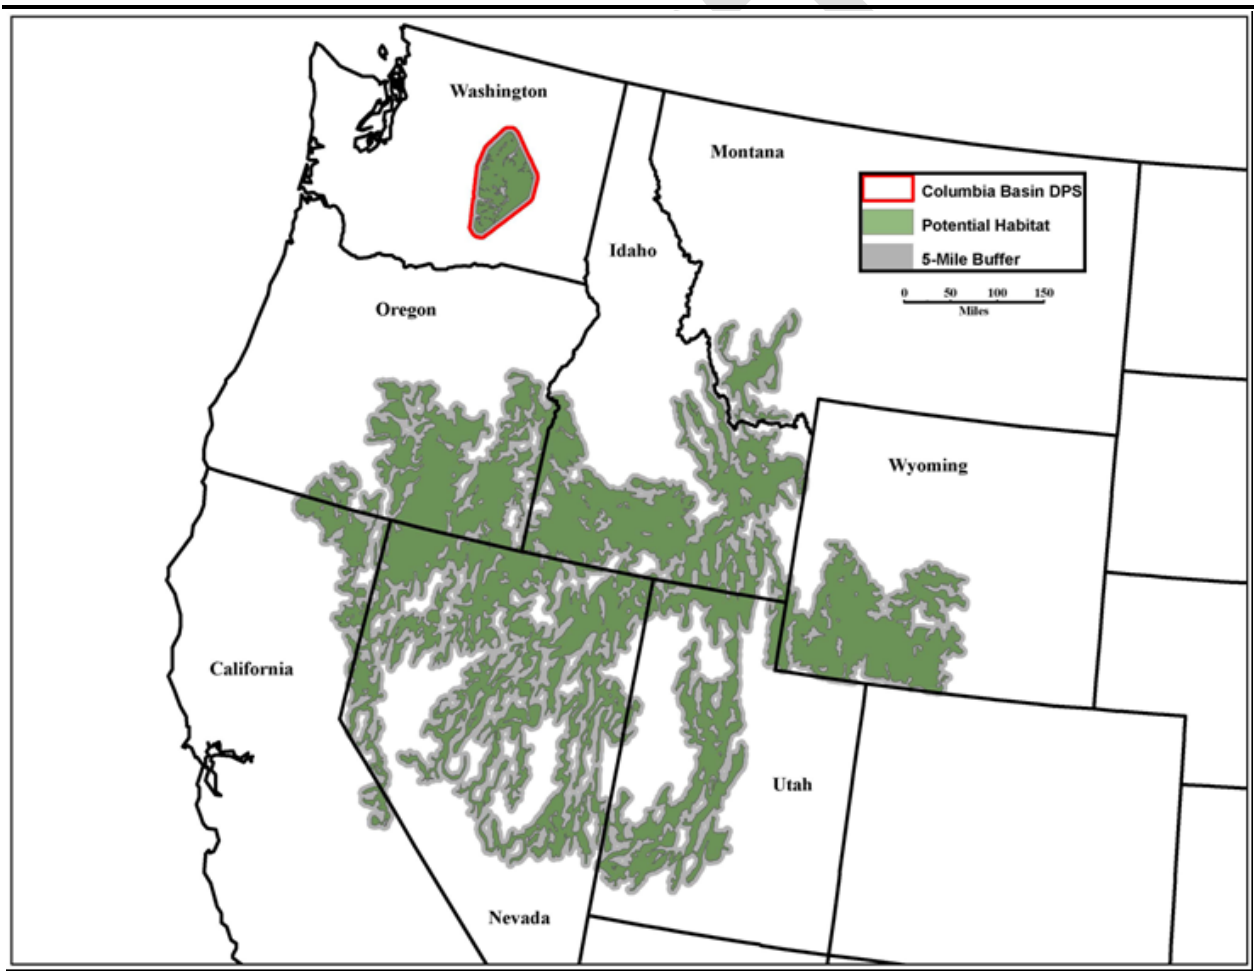 Washington
Montana
Columbia Basin DPS
Potential Habitat
5-Mile Buffer
0 50 100 150
Miles
Idaho
Oregon
Wyoming
California
Utah
Nevada